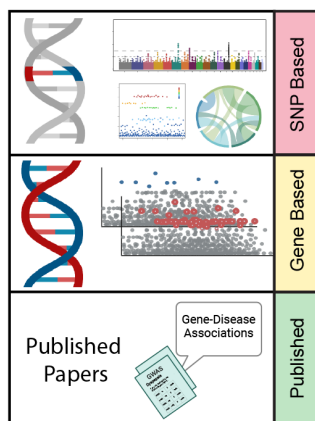 SNP Based
Gene Based
Published
Papers
Gene-Disease
Associations
GWAS
Published